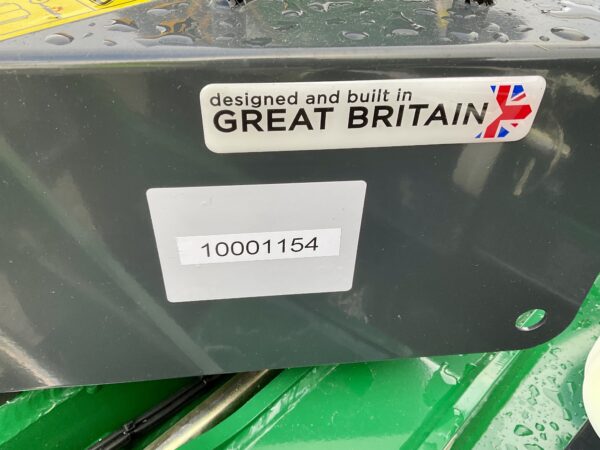 designed and built in
GREAT BRITAIN
10001154